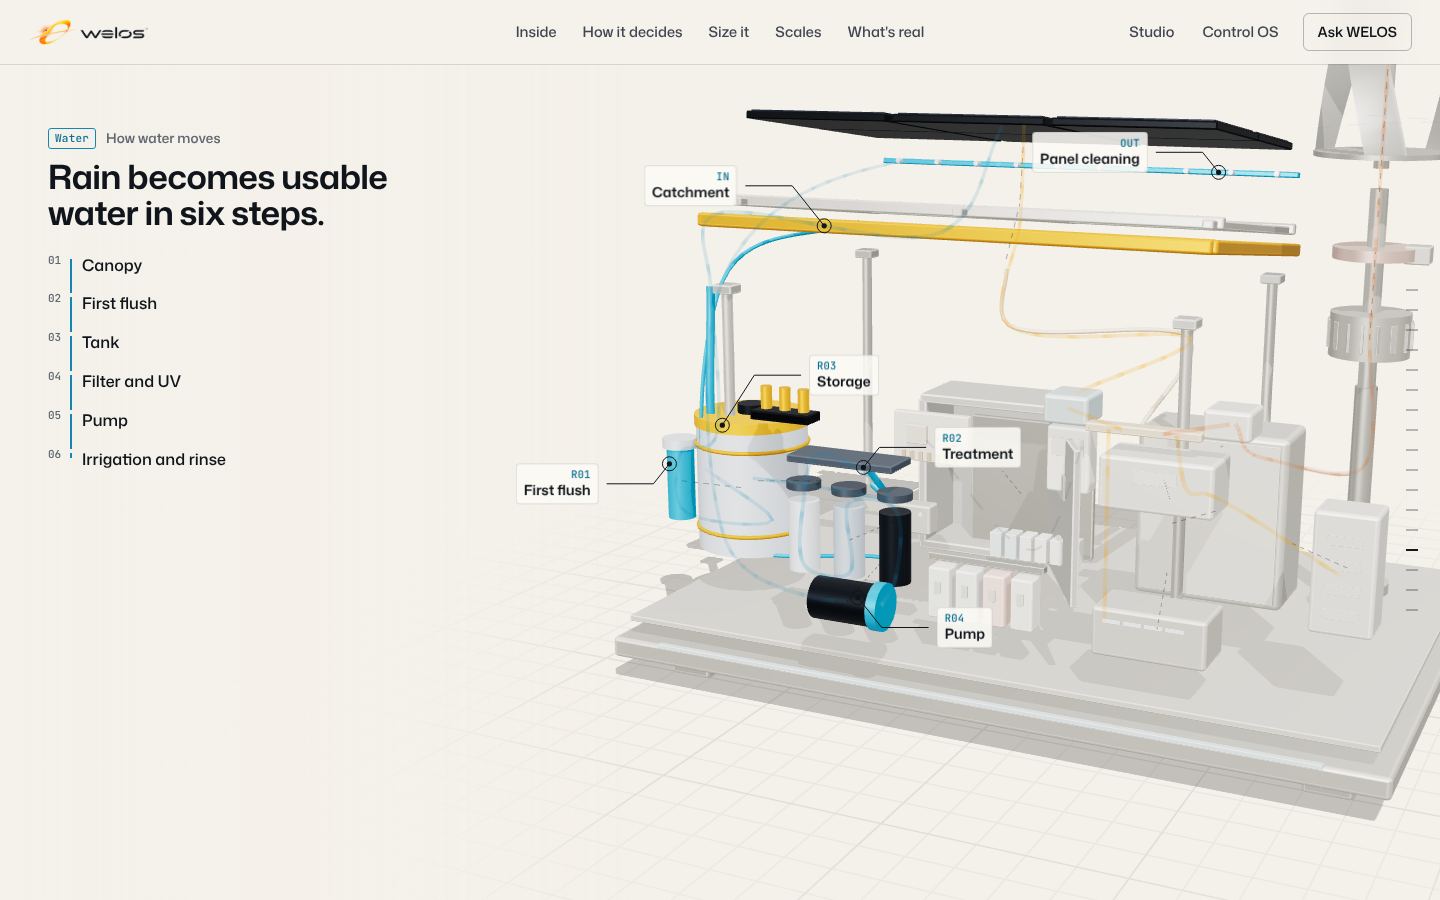 welos
Inside
How it decides
Size it
Scales
What's real
Studio
Control OS
Ask WELOS
Water
How water moves
Rain becomes usable
water in six steps.
01
Canopy
02
First flush
03
Tank
04
Filter and UV
05
Pump
06
Irrigation and rinse
OUT
Panel cleaning
IN
Catchment
R03
Storage
R02
Treatment
R01
First flush
R04
Pump